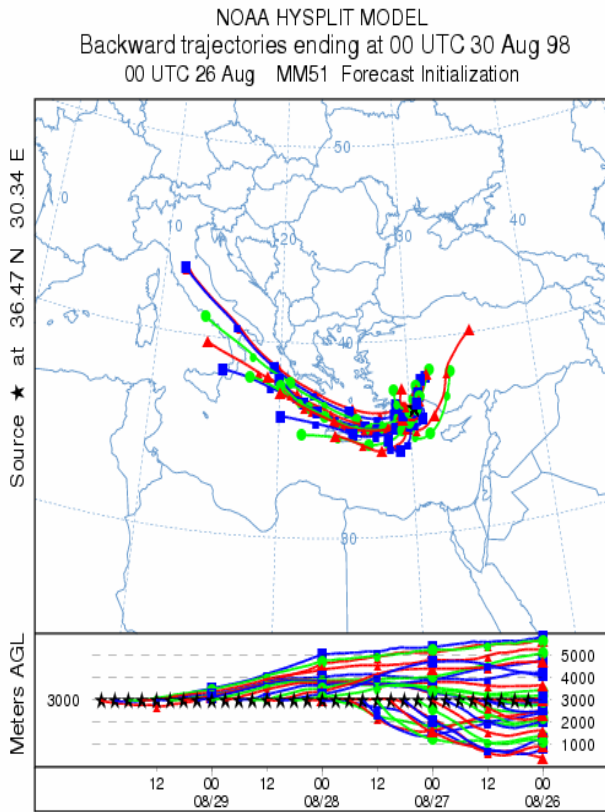 NOAA HYSPLIT MODEL
Backward trajectories ending at 00 UTC 30 Aug 98
00 UTC 26 Aug MM51 Forecast Initialization
Source ★ at 36.47 N 30.34 E
50
40
0
10
20
30
40
30
Meters AGL
3000
5000
4000
3000
2000
1000
12 00 12 00 12 00 12 00
08/29 08/28 08/27 08/26